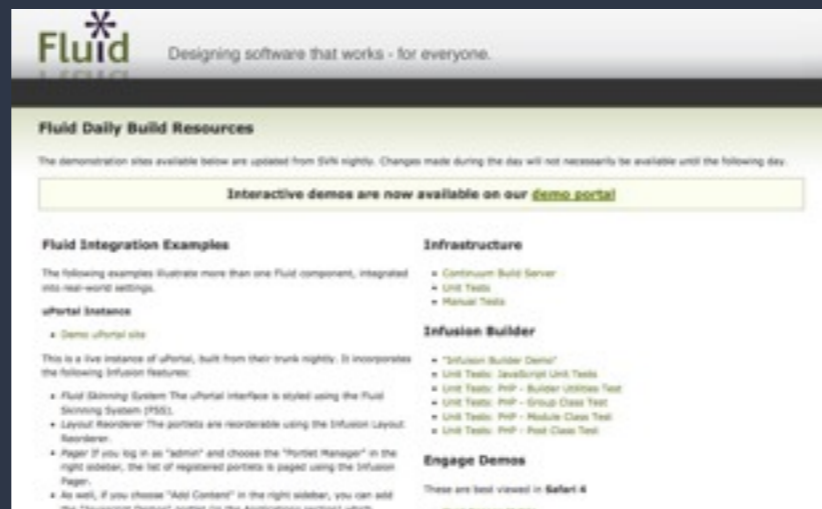 Fluid
Designing software that works - for everyone.
Fluid Daily Build Resources
The demonstration sites available below are updated from SVN nightly. Changes made during the day will not necessarily be available until the following day.
Interactive demos are now available on our demo portal
Fluid Integration Examples
The following examples illustrate more than one Fluid component, integrated
into real-world settings.
uPortal Instance
• Demo uPortal site
This is a live instance of uPortal, built from their trunk nightly. It incorporates
the following Infusion features:
• Fluid Skinning System The uPortal interface is styled using the Fluid
Skinning System (FSS).
• Layout Reorderer The portlets are reorderable using the Infusion Layout
Reorderer.
• Pager If you log in as "admin" and choose the "Portlet Manager" in the
right sidebar, the list of registered portlets is paged using the Infusion
Pager.
• As well, if you choose "Add Content" in the right sidebar, you can add
Infrastructure
• Continuum Build Server
• Unit Tests
• Manual Tests
Infusion Builder
• "Infusion Builder Demo"
• Unit Tests: JavaScript Unit Tests
• Unit Tests: PHP - Builder Utilities Test
• Unit Tests: PHP - Group Class Test
• Unit Tests: PHP - Module Class Test
• Unit Tests: PHP - Post Class Test
Engage Demos
These are best viewed in Safari 4